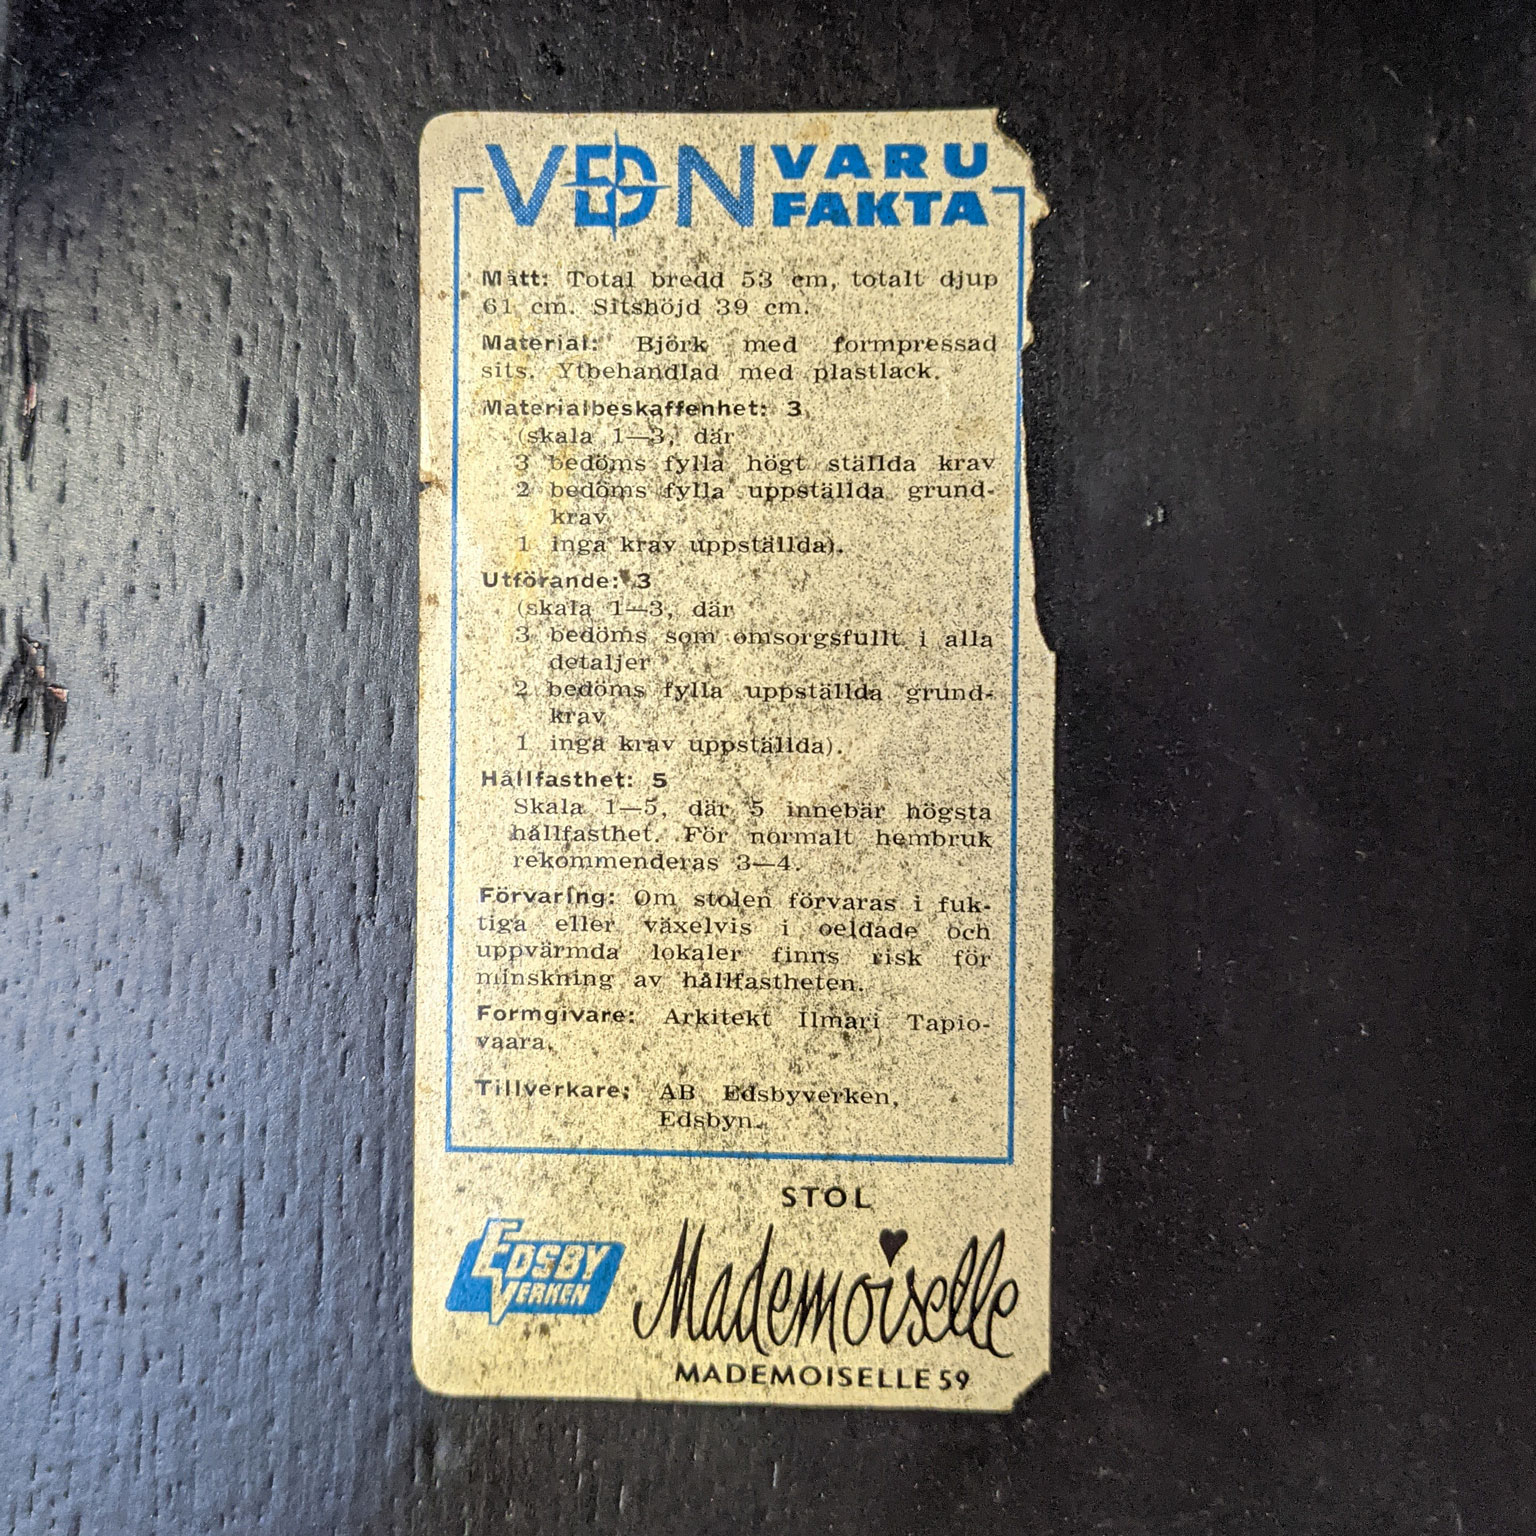 VDN VARU
FAKTA
Mått: Total bredd 53 cm, totalt djup
61 cm. Sitshöjd 39 cm.
Material: Björk med formpressad
sits. Ytbehandlad med plastlack.
Materialbeskaffenhet: 3
(skala 1—3, där
3 bedöms fylla högt ställda krav
2 bedöms fylla uppställda grund-
krav
1 inga krav uppställda).
Utförande: 3
(skala 1—3, där
3 bedöms som omsorgsfullt i alla
detaljer
2 bedöms fylla uppställda grund-
krav
1 inga krav uppställda).
Hållfasthet: 5
Skala 1—5, där 5 innebär högsta
hållfasthet. För normalt hembruk
rekommenderas 3—4.
Förvaring: Om stolen förvaras i fuk-
tiga eller växelvis i oeldade och
uppvärmda lokaler finns risk för
minskning av hållfastheten.
Formgivare: Arkitekt Ilmari Tapio-
vaara.
Tillverkare: AB Edsbyverken,
Edsbyn.
STOL
EDSBY
VERKEN
Mademoiselle
MADEMOISELLE 59